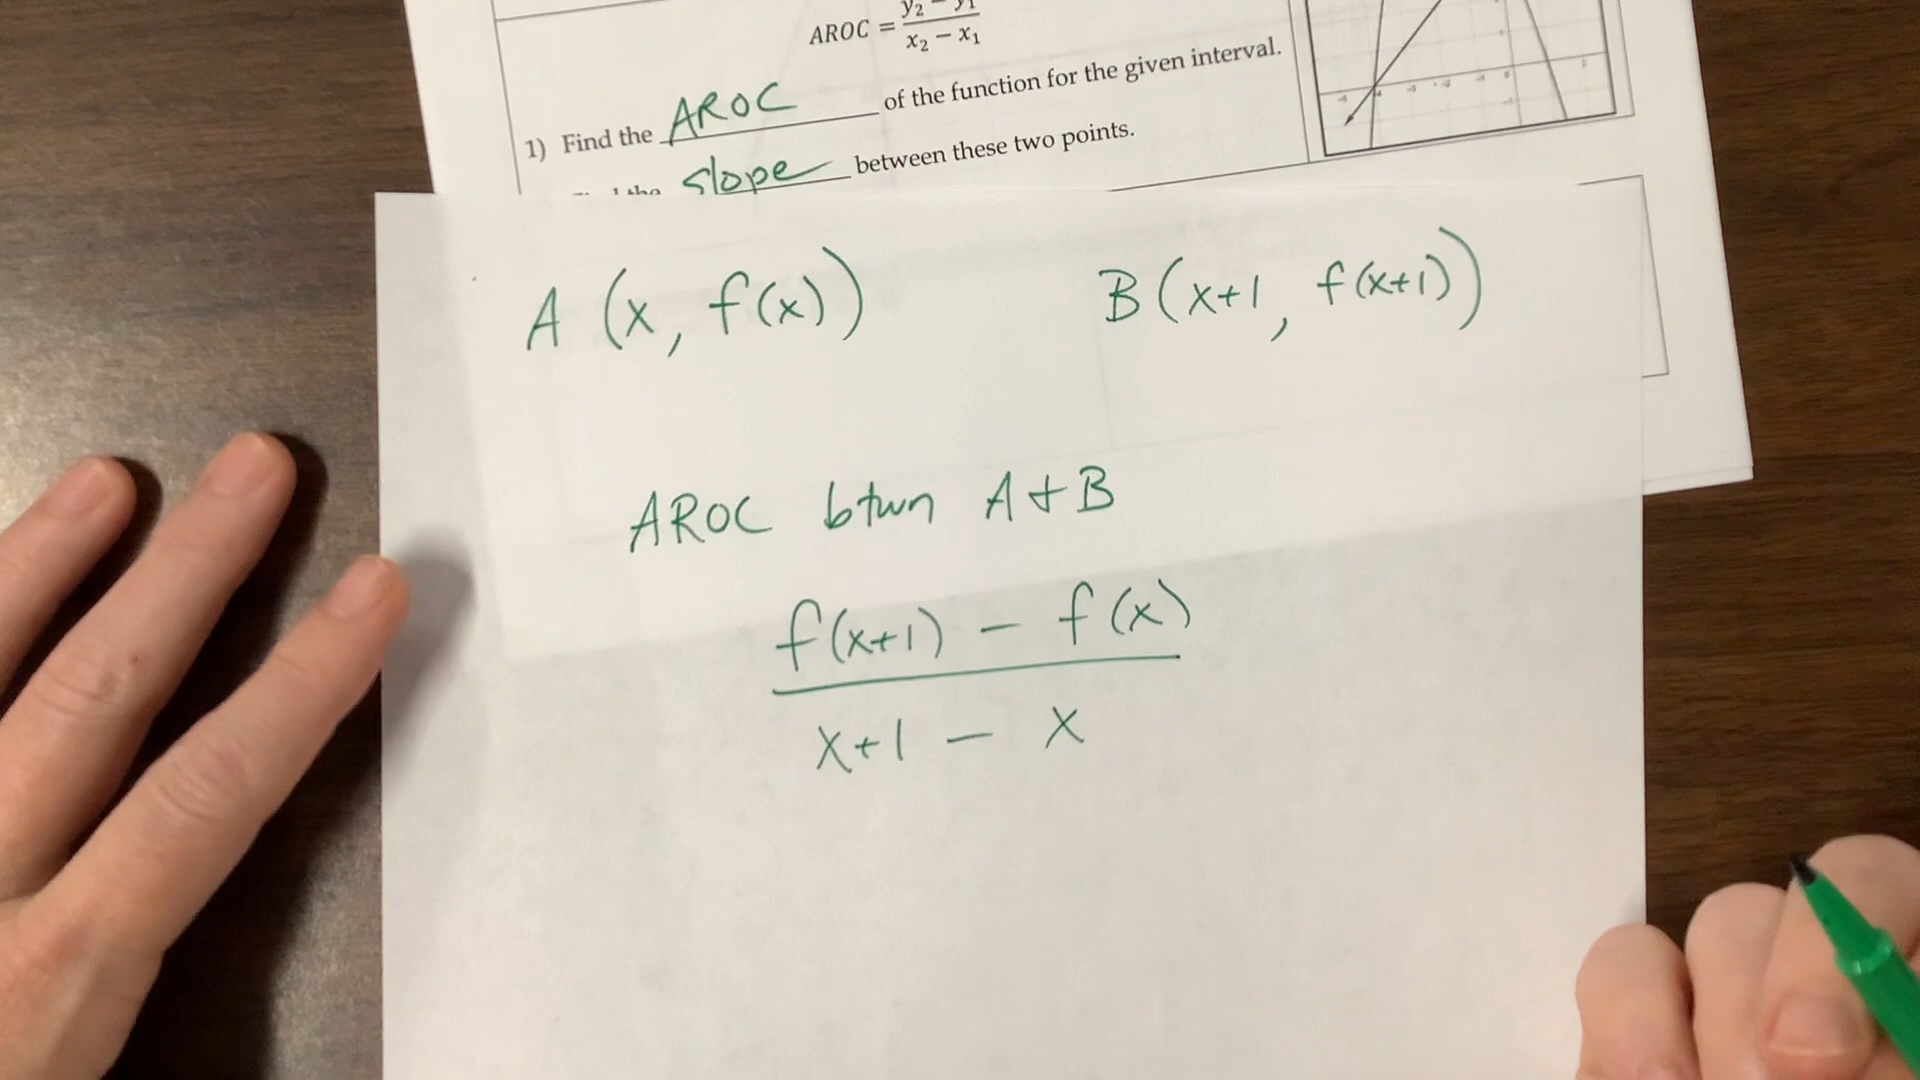 AROC = y₂ − y₁ / x₂ − x₁
1) Find the AROC of the function for the given interval.
the slope between these two points.
A (x, f(x)) B (x+1, f(x+1))
AROC btwn A + B
f(x+1) − f(x)
x+1 − x